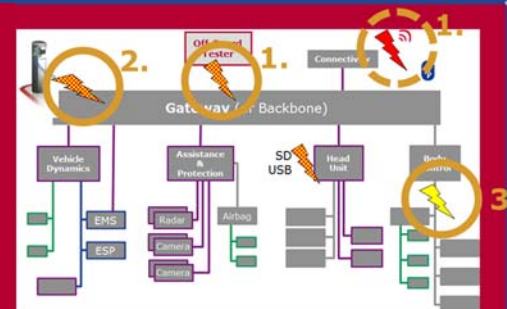 1.
2.
Off-Board
Tester
1.
Connectivity
Gateway (or Backbone)
Vehicle
Dynamics
Assistance
&
Protection
SD
USB
Head
Unit
Body
Control
3
EMS
ESP
Radar
Camera
Camera
Airbag